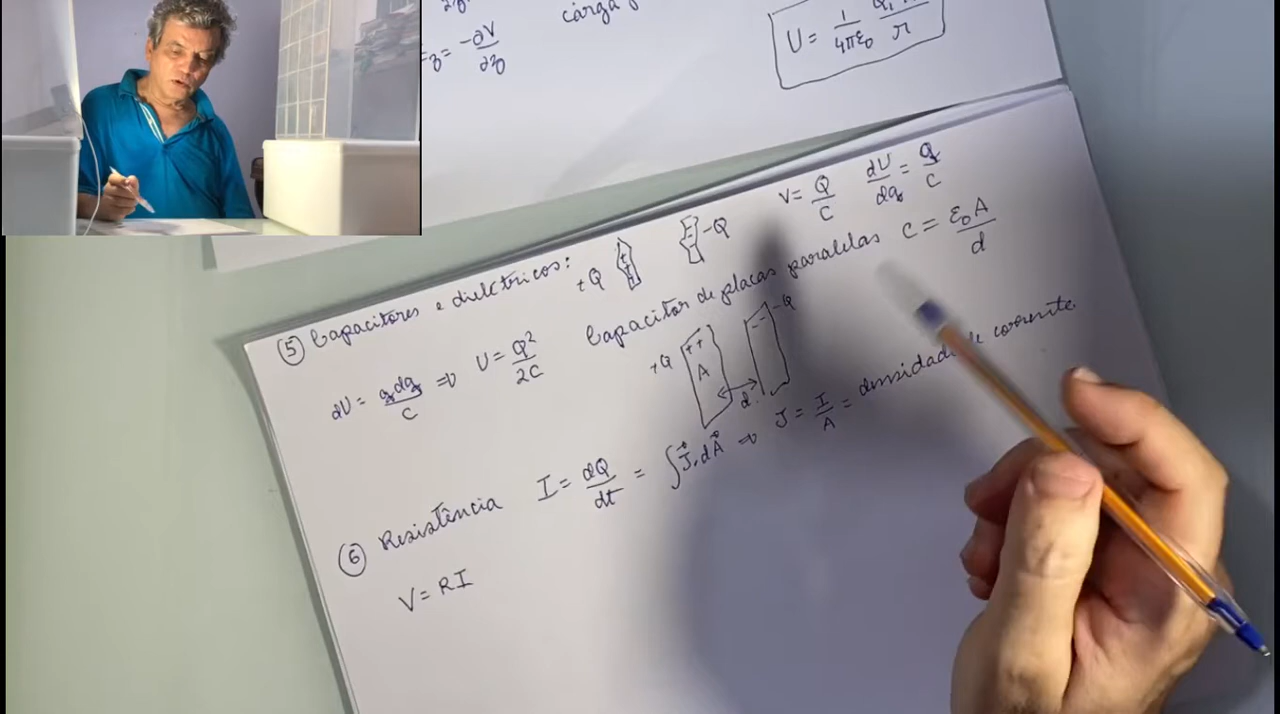 carga
= -∂V/∂z
U = 1/4πε₀
r
⑤ Capacitores e dielétricos: +Q -Q V = Q/C dU/dq = q/C
dU = q dq/C ⇒ U = Q²/2C Capacitor de placas paralelas C = ε₀A/d
+Q ++ A d -- -Q
⑥ Resistência I = dQ/dt = ∫J⃗.dA⃗ ⇒ J = I/A = densidade de corrente
V = RI